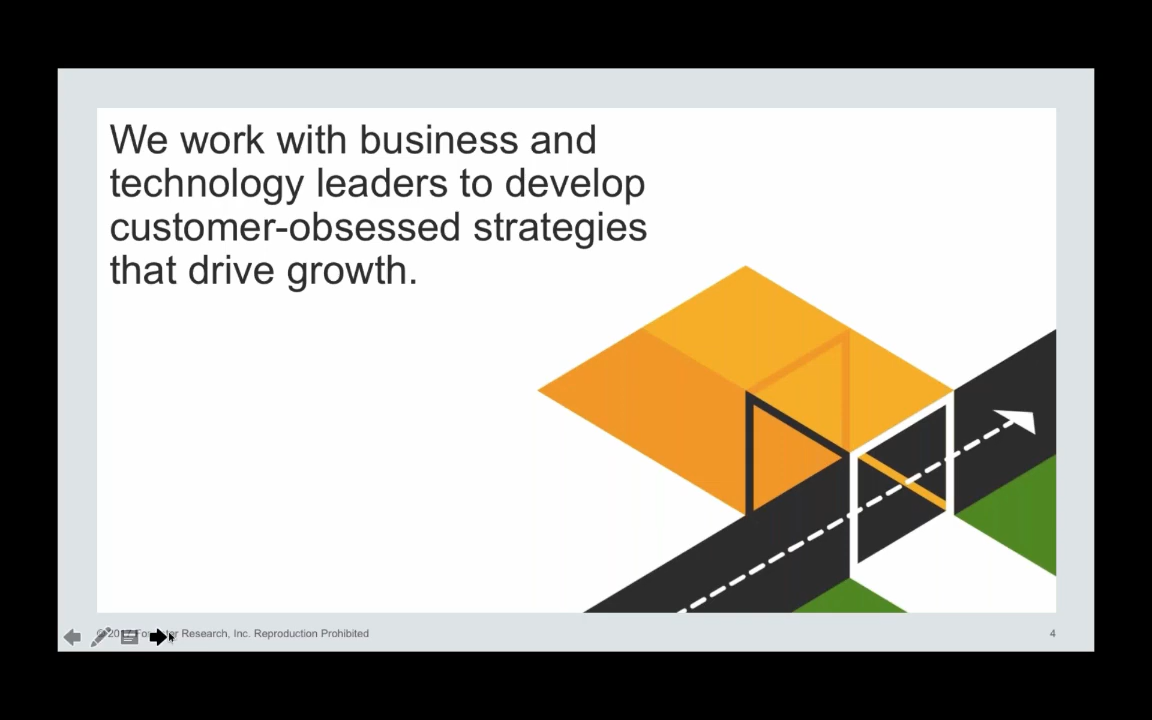 We work with business and
technology leaders to develop
customer-obsessed strategies
that drive growth.
Research, Inc. Reproduction Prohibited
4